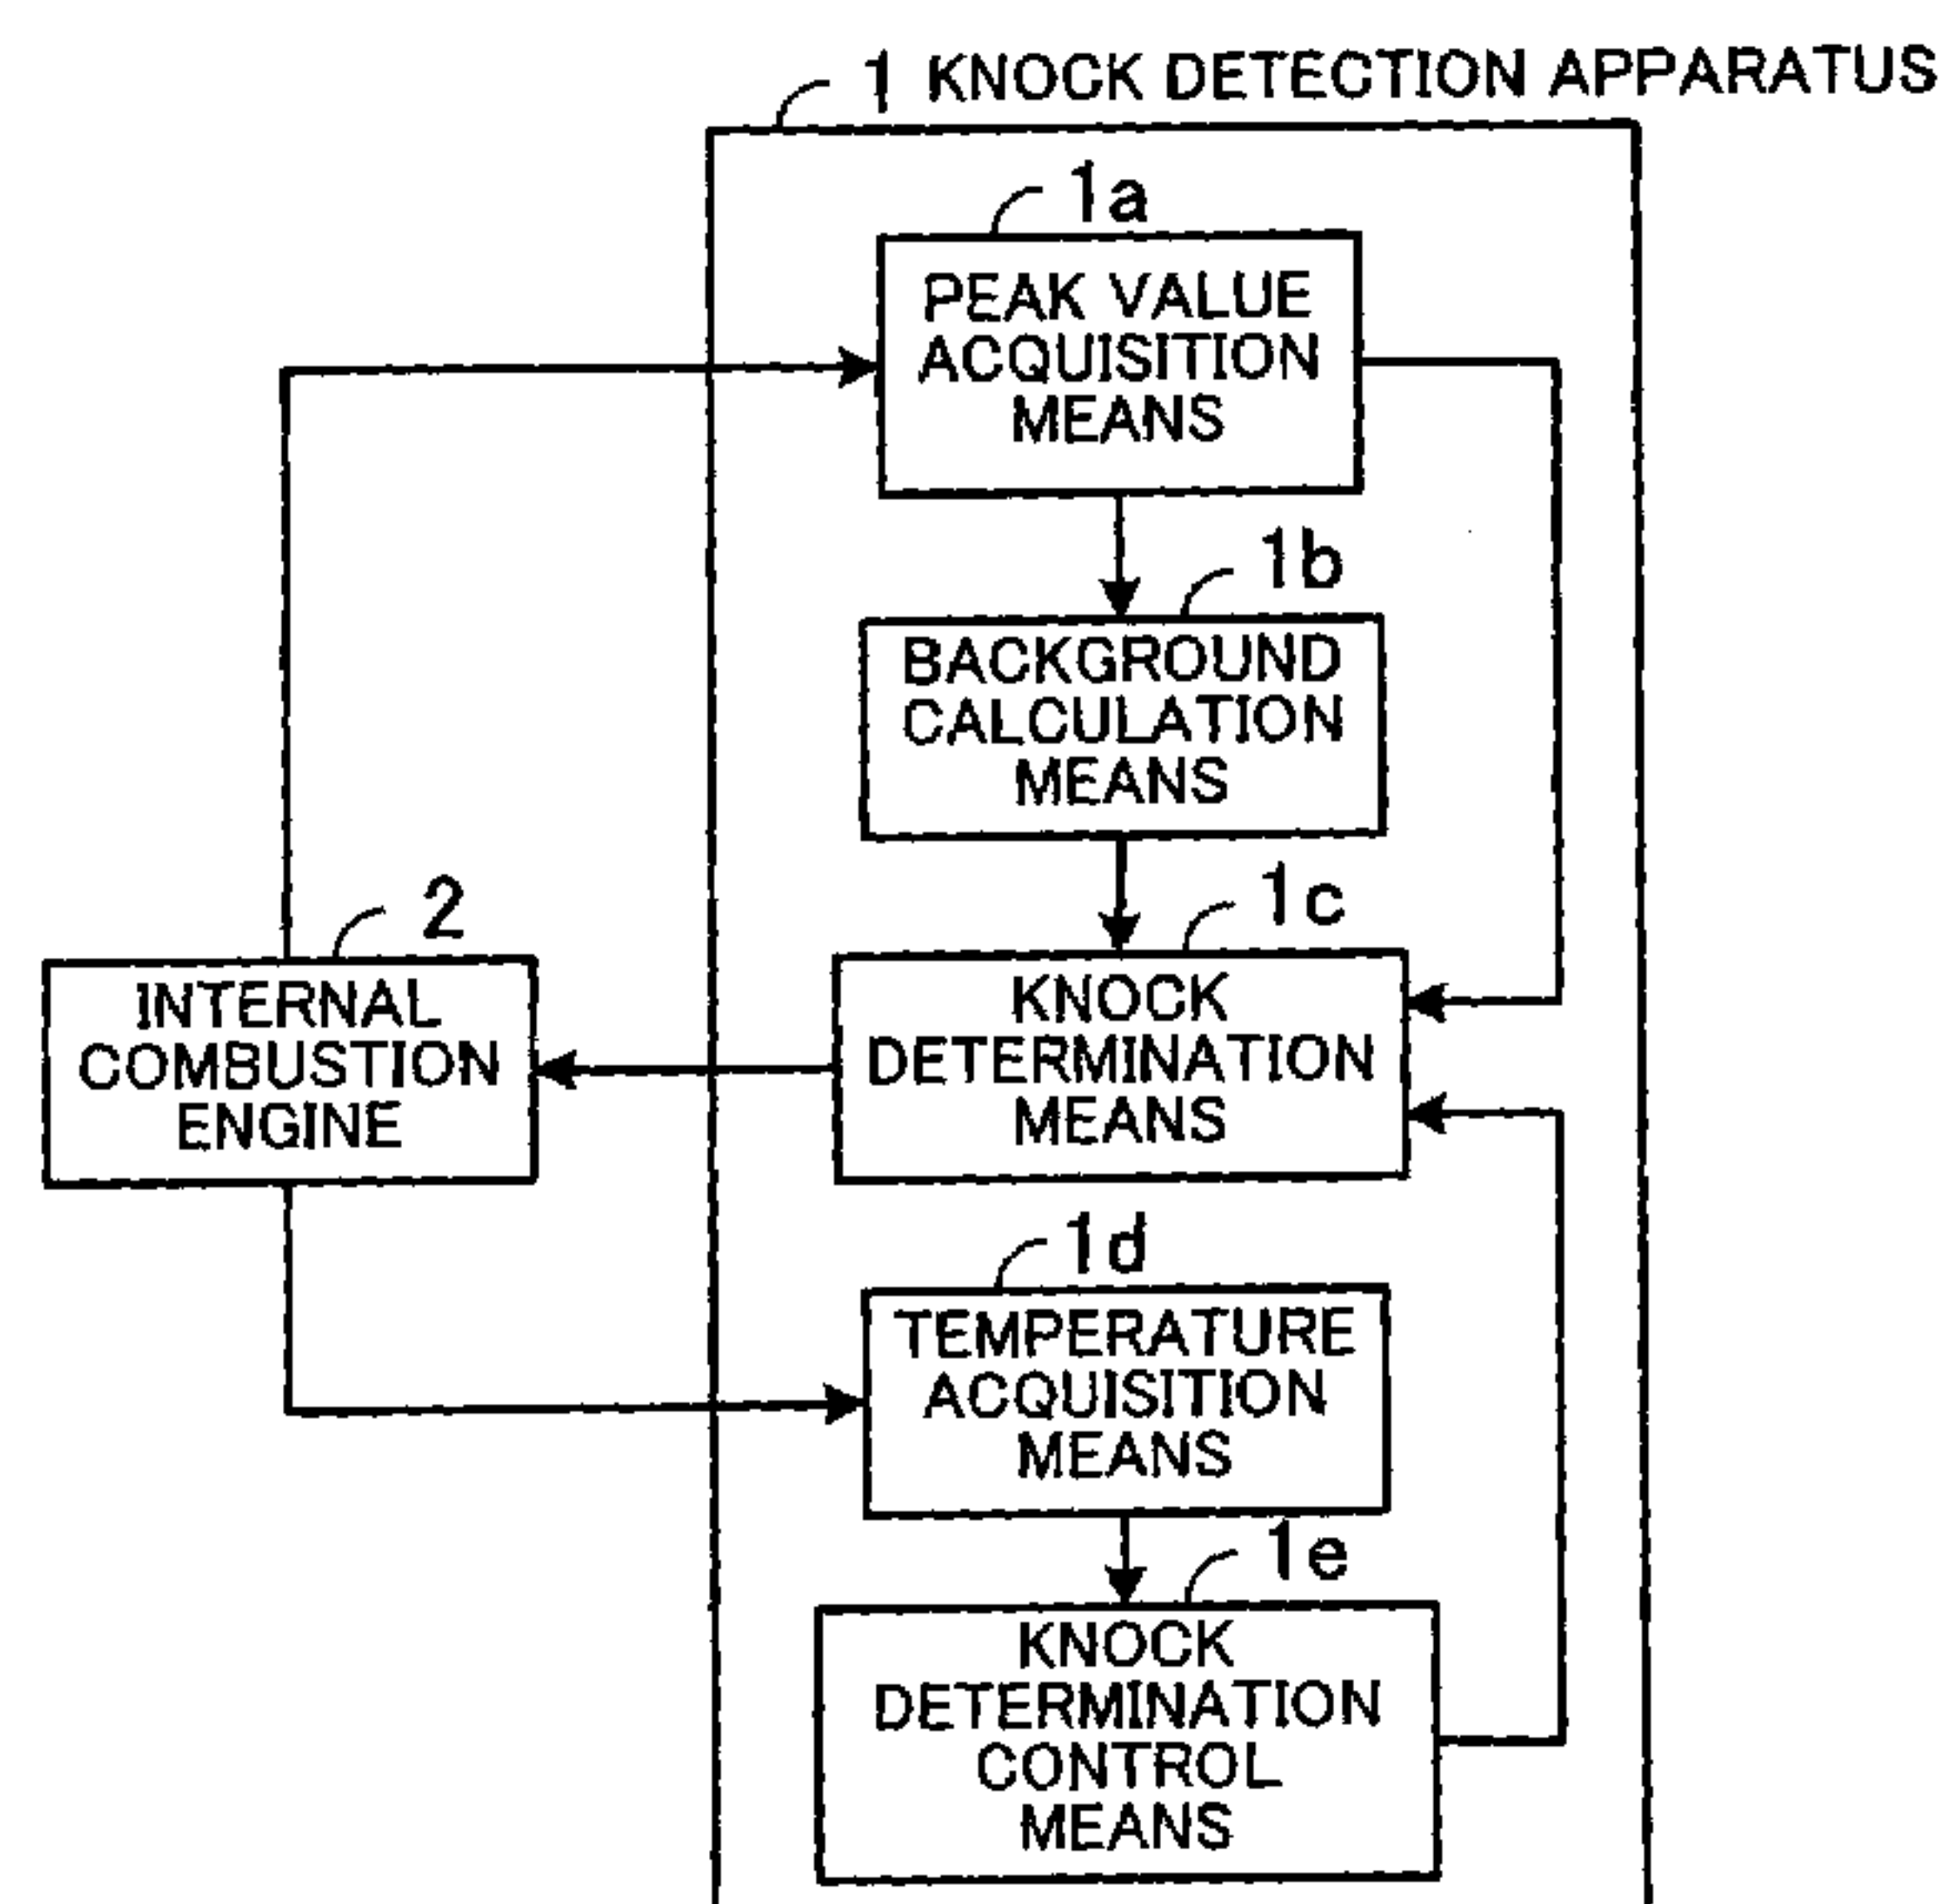 1 KNOCK DETECTION APPARATUS
1a
PEAK VALUE
ACQUISITION
MEANS
1b
BACKGROUND
CALCULATION
MEANS
2
INTERNAL
COMBUSTION
ENGINE
1c
KNOCK
DETERMINATION
MEANS
1d
TEMPERATURE
ACQUISITION
MEANS
1e
KNOCK
DETERMINATION
CONTROL
MEANS